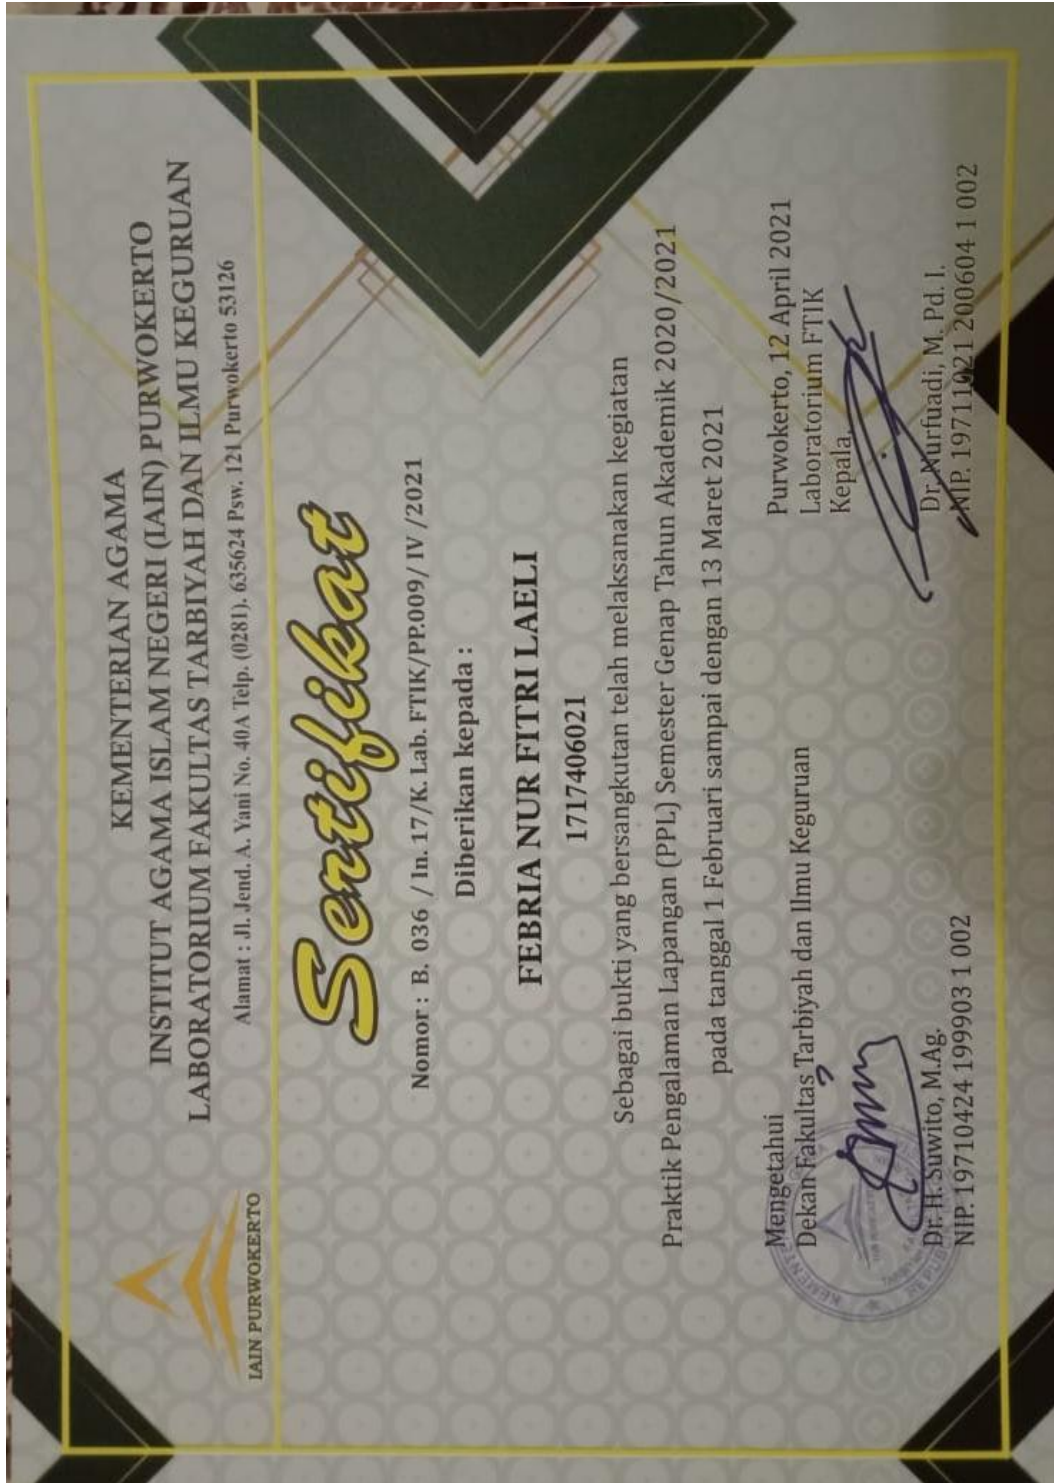 KEMENTERIAN AGAMA
INSTITUT AGAMA ISLAM NEGERI (IAIN) PURWOKERTO
LABORATORIUM FAKULTAS TARBIYAH DAN ILMU KEGURUAN
Alamat : Jl. Jend. A. Yani No. 40A Telp. (0281). 635624 Psw. 121 Purwokerto 53126
IAIN PURWOKERTO
Sertifikat
Nomor : B. 036 / In. 17/K. Lab. FTIK/PP.009/ IV /2021
Diberikan kepada :
FEBRIA NUR FITRI LAELI
1717406021
Sebagai bukti yang bersangkutan telah melaksanakan kegiatan
Praktik Pengalaman Lapangan (PPL) Semester Genap Tahun Akademik 2020/2021
pada tanggal 1 Februari sampai dengan 13 Maret 2021
Mengetahui
Dekan Fakultas Tarbiyah dan Ilmu Keguruan
Dr. H. Suwito, M.Ag.
NIP. 19710424 199903 1 002
Purwokerto, 12 April 2021
Laboratorium FTIK
Kepala,
Dr. Nurfuadi, M. Pd. I.
NIP. 19711021 200604 1 002